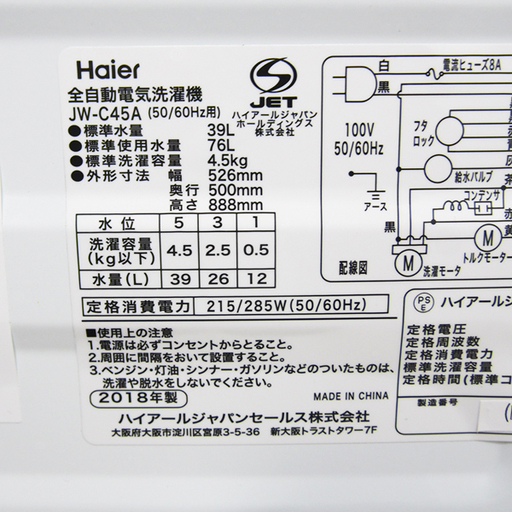 Haier
全自動電気洗濯機
JW-C45A (50/60Hz用)
●標準水量 39L
●標準使用水量 76L
●標準洗濯容量 4.5kg
●外形寸法 幅 526mm
奥行 500mm
高さ 888mm
JET
ハイアールジャパン
ホールディングス
株式会社
水位 5 3 1
洗濯容量(kg以下) 4.5 2.5 0.5
水量(L) 39 26 12
定格消費電力 215/285W(50/60Hz)
■使用上の注意
1.電源は必ずコンセントからとること。
2.周囲に間隔をおいて設置すること。
3.ベンジン・灯油・シンナー・ガソリンなどのついたものは、
洗濯や脱水をしないでください。
2018年製
MADE IN CHINA
ハイアールジャパンセールス株式会社
大阪府大阪市淀川区宮原3-5-36 新大阪トラストタワー7F
白
電流ヒューズ8A
黒
100V
50/60Hz
フタ
ロック
給水バルブ
アース
コンデンサ
黒
M
洗濯モータ
M
トルクモーター
配線図
茶
黄
PS
E
ハイアールジ
定格電圧
定格周波数
定格消費電力
標準洗濯容量
定格時間(標準コ
製造番号